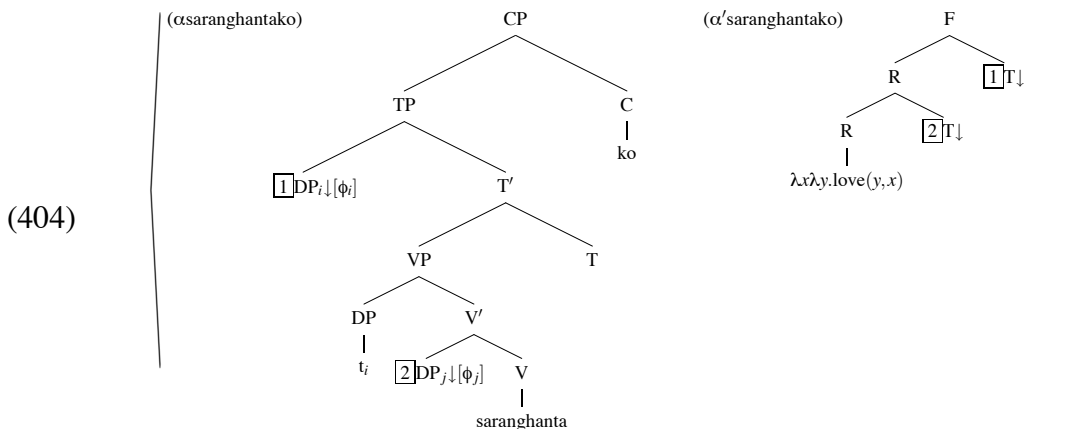 (αsaranghantako) CP (α′saranghantako) F
R 1 T↓
TP C R 2 T↓
ko
1 DPᵢ↓[ϕᵢ] T′ λxλy.love(y,x)
(404)
VP T
DP V′
tᵢ 2 DPⱼ↓[ϕⱼ] V
saranghanta